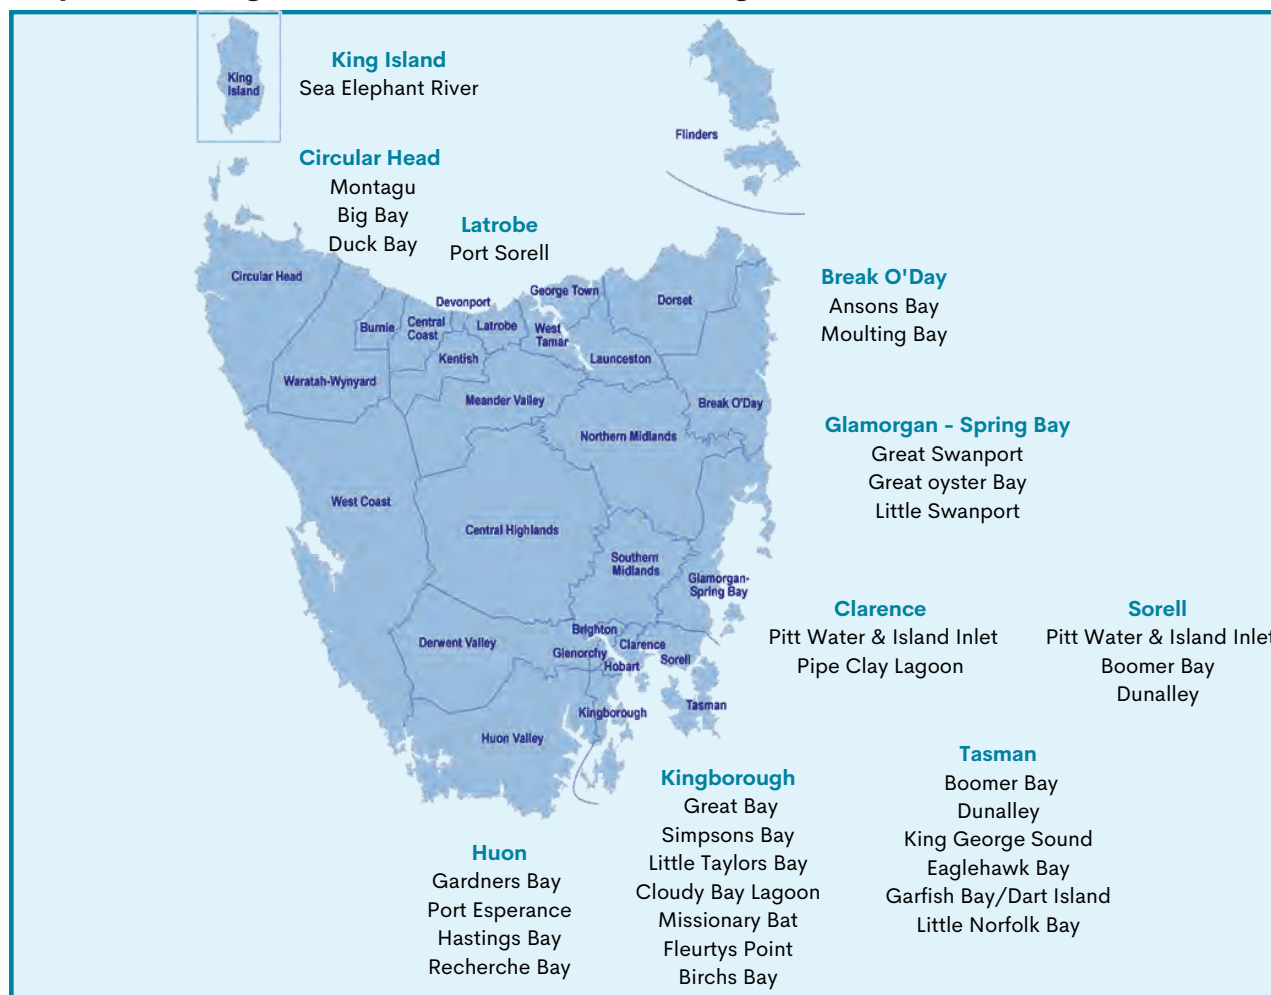 King Island
Sea Elephant River
King
Island
Flinders
Circular Head
Montagu
Big Bay
Duck Bay
Latrobe
Port Sorell
Break O'Day
Ansons Bay
Moulting Bay
Circular Head
Devonport
George Town
Dorset
Burnie
Central
Coast
Latrobe
West
Tamar
Kentish
Launceston
Waratah-Wynyard
Meander Valley
Break O'Day
Northern Midlands
Glamorgan - Spring Bay
Great Swanport
Great oyster Bay
Little Swanport
West Coast
Central Highlands
Southern
Midlands
Glamorgan-
Spring Bay
Clarence
Pitt Water & Island Inlet
Pipe Clay Lagoon
Sorell
Pitt Water & Island Inlet
Boomer Bay
Dunalley
Brighton
Derwent Valley
Glenorchy
Clarence
Hobart
Sorell
Tasman
Kingborough
Huon Valley
Tasman
Boomer Bay
Dunalley
King George Sound
Eaglehawk Bay
Garfish Bay/Dart Island
Little Norfolk Bay
Kingborough
Great Bay
Simpsons Bay
Little Taylors Bay
Cloudy Bay Lagoon
Missionary Bat
Fleurtys Point
Birchs Bay
Huon
Gardners Bay
Port Esperance
Hastings Bay
Recherche Bay